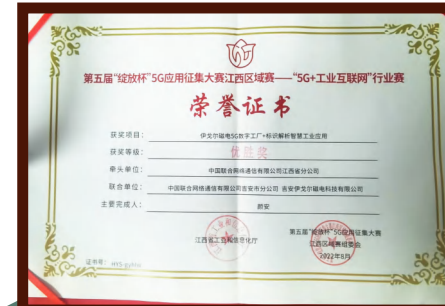 第五届“绽放杯”5G应用征集大赛江西区域赛——“5G+工业互联网”行业赛
荣誉证书
获奖项目： 伊戈尔磁电5G数字工厂+标识解析智慧工业应用
获奖等级： 优胜奖
牵头单位： 中国联合网络通信有限公司江西省分公司
联合单位： 中国联合网络通信有限公司吉安市分公司 吉安伊戈尔磁电科技有限公司
主要完成人：
江西省工业和信息化厅
第五届“绽放杯”5G应用征集大赛
江西区域赛组委会
2022年8月
证书号：